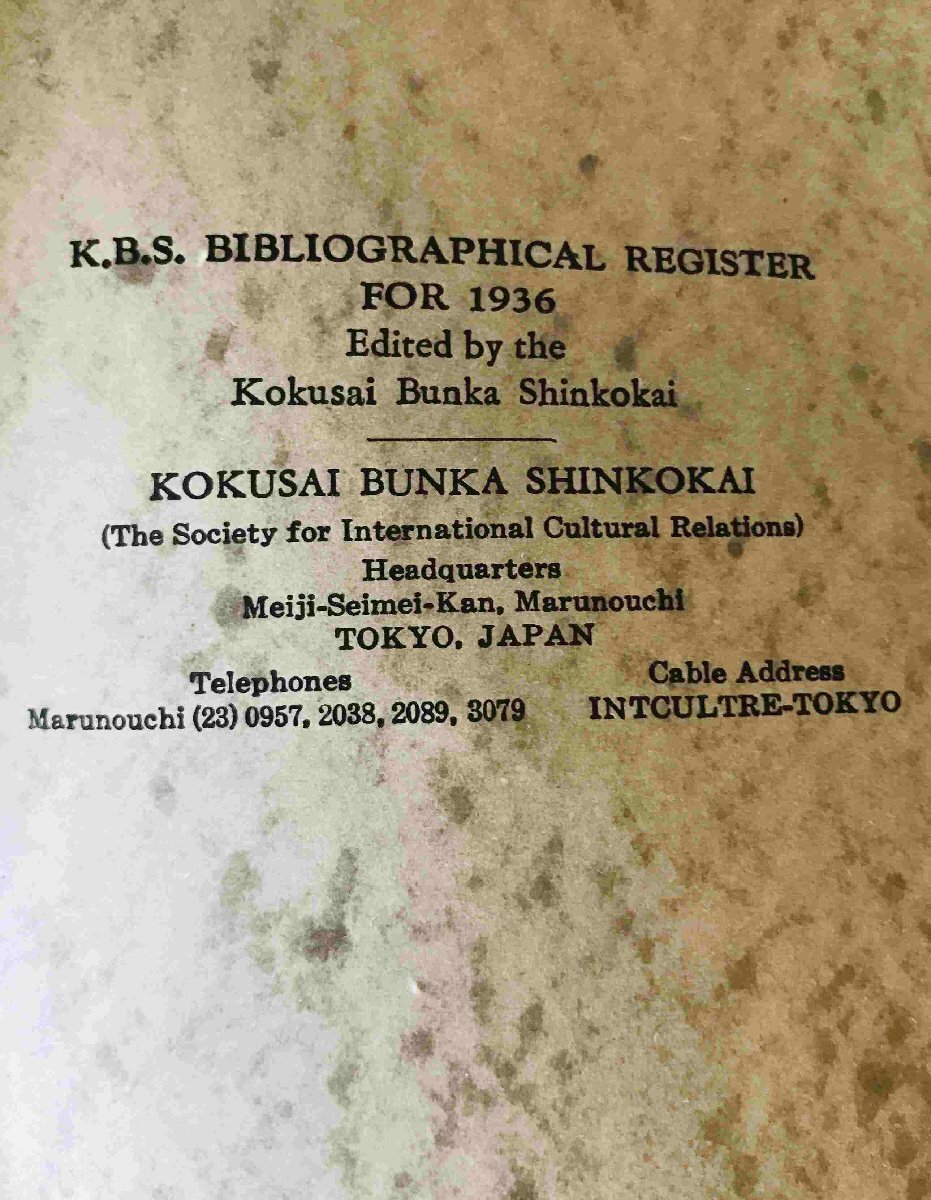 K.B.S. BIBLIOGRAPHICAL REGISTER
FOR 1936
Edited by the
Kokusai Bunka Shinkokai
KOKUSAI BUNKA SHINKOKAI
(The Society for International Cultural Relations)
Headquarters
Meiji-Seimei-Kan, Marunouchi
TOKYO, JAPAN
Telephones
Marunouchi (23) 0957, 2038, 2089, 3079
Cable Address
INTCULTRE-TOKYO